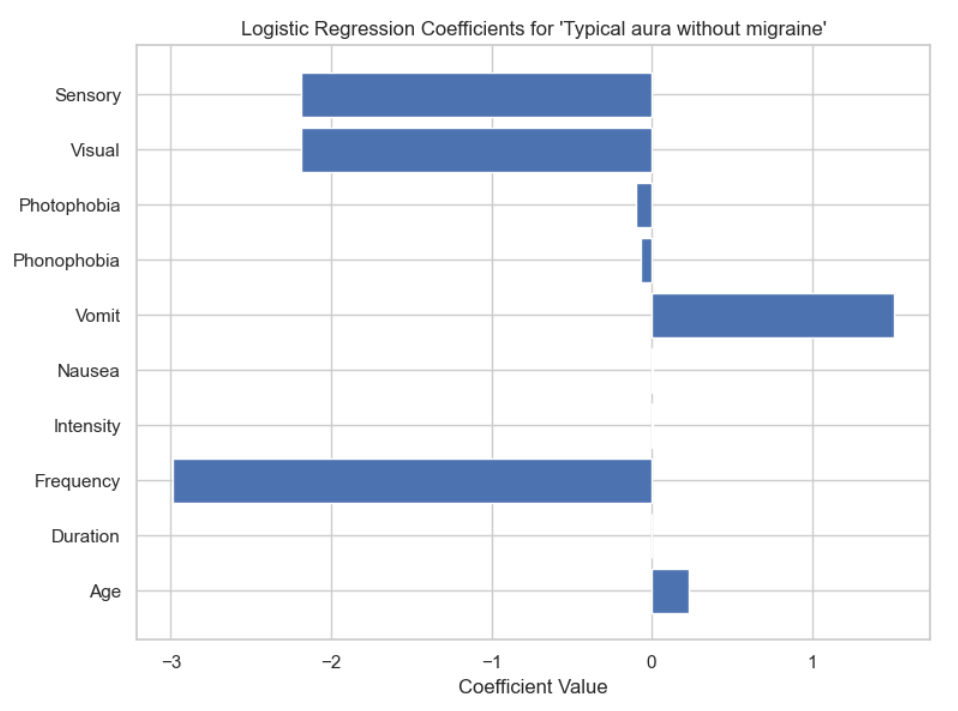 Logistic Regression Coefficients for 'Typical aura without migraine'
Sensory
Visual
Photophobia
Phonophobia
Vomit
Nausea
Intensity
Frequency
Duration
Age
−3 −2 −1 0 1
Coefficient Value